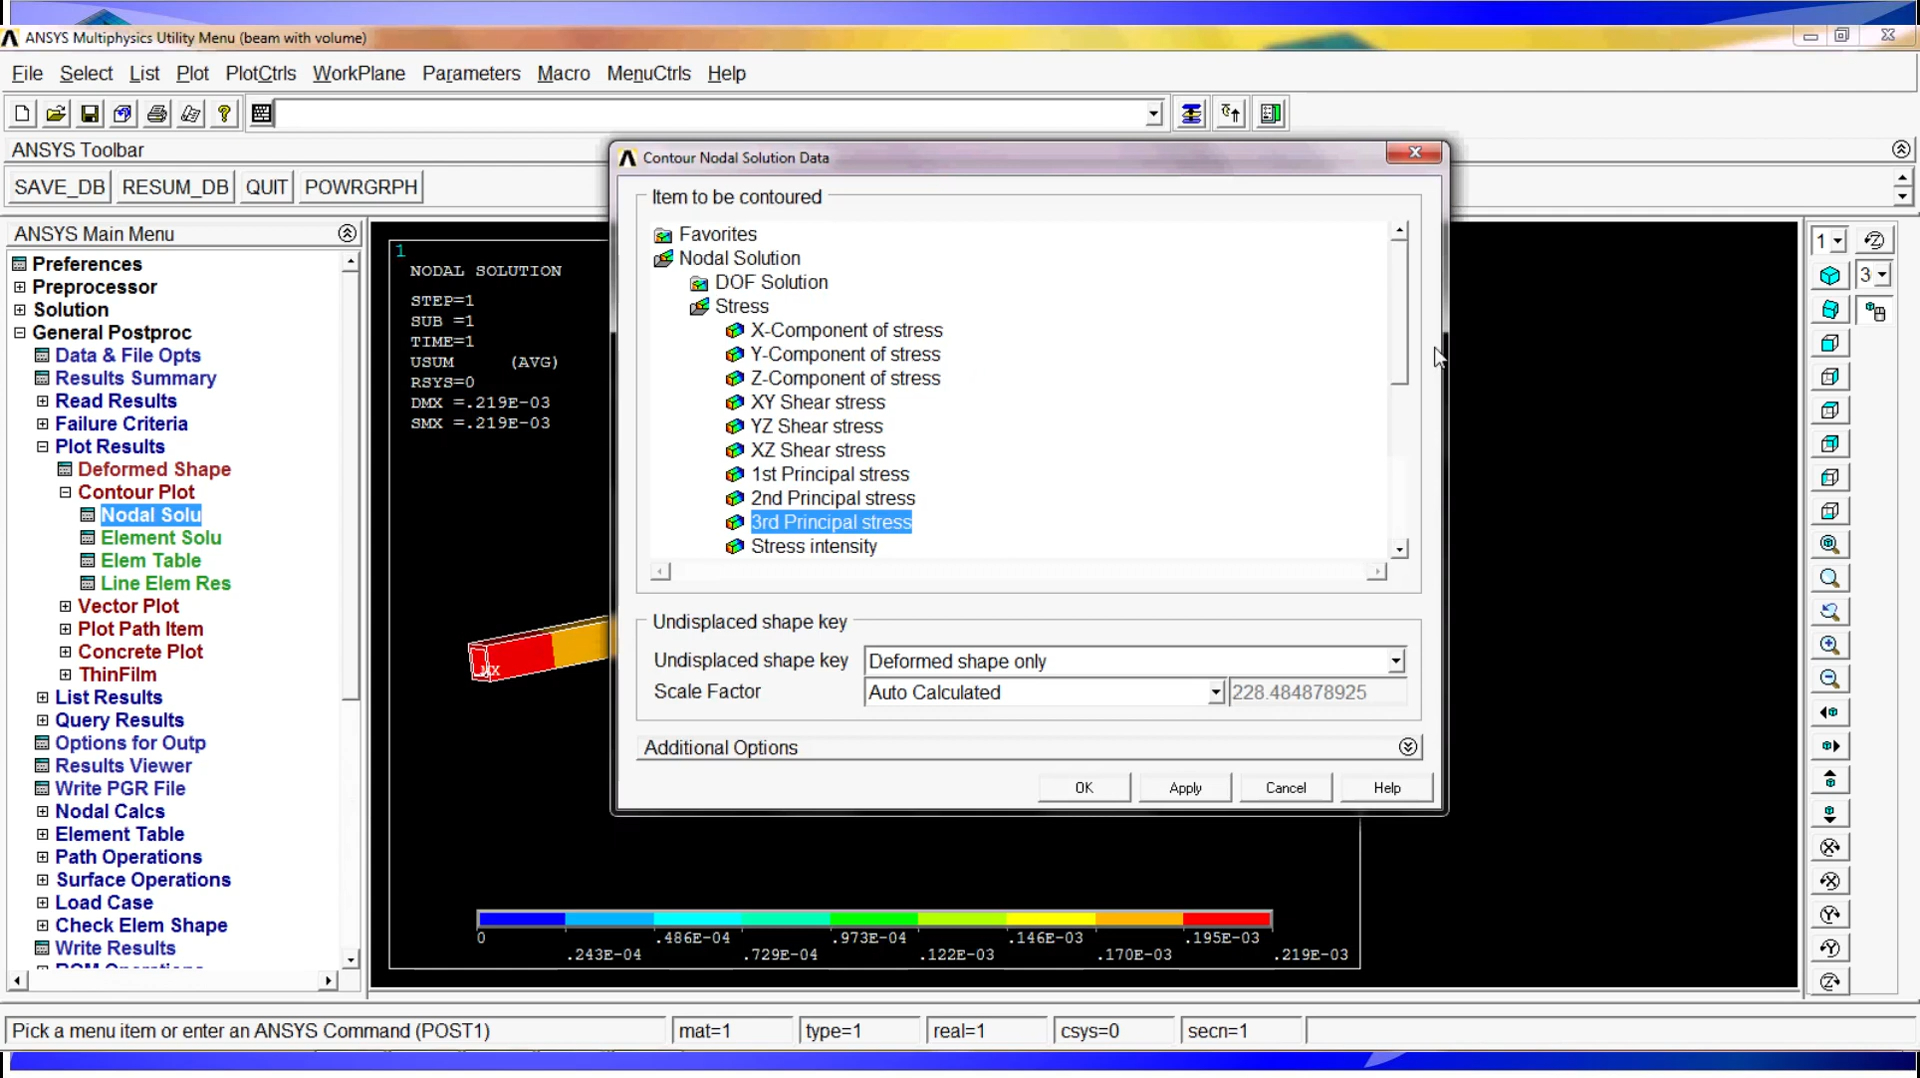 ANSYS Multiphysics Utility Menu (beam with volume)
File Select List Plot PlotCtrls WorkPlane Parameters Macro MenuCtrls Help
ANSYS Toolbar
SAVE_DB RESUM_DB QUIT POWRGRPH
ANSYS Main Menu
Preferences
Preprocessor
Solution
General Postproc
Data & File Opts
Results Summary
Read Results
Failure Criteria
Plot Results
Deformed Shape
Contour Plot
Nodal Solu
Element Solu
Elem Table
Line Elem Res
Vector Plot
Plot Path Item
Concrete Plot
ThinFilm
List Results
Query Results
Options for Outp
Results Viewer
Write PGR File
Nodal Calcs
Element Table
Path Operations
Surface Operations
Load Case
Check Elem Shape
Write Results
1
NODAL SOLUTION
STEP=1
SUB =1
TIME=1
USUM (AVG)
RSYS=0
DMX =.219E-03
SMX =.219E-03
MX
Contour Nodal Solution Data
Item to be contoured
Favorites
Nodal Solution
DOF Solution
Stress
X-Component of stress
Y-Component of stress
Z-Component of stress
XY Shear stress
YZ Shear stress
XZ Shear stress
1st Principal stress
2nd Principal stress
3rd Principal stress
Stress intensity
Undisplaced shape key
Undisplaced shape key Deformed shape only
Scale Factor Auto Calculated 228.484878925
Additional Options
OK Apply Cancel Help
0 .486E-04 .973E-04 .146E-03 .195E-03
.243E-04 .729E-04 .122E-03 .170E-03 .219E-03
1
3
Pick a menu item or enter an ANSYS Command (POST1) mat=1 type=1 real=1 csys=0 secn=1